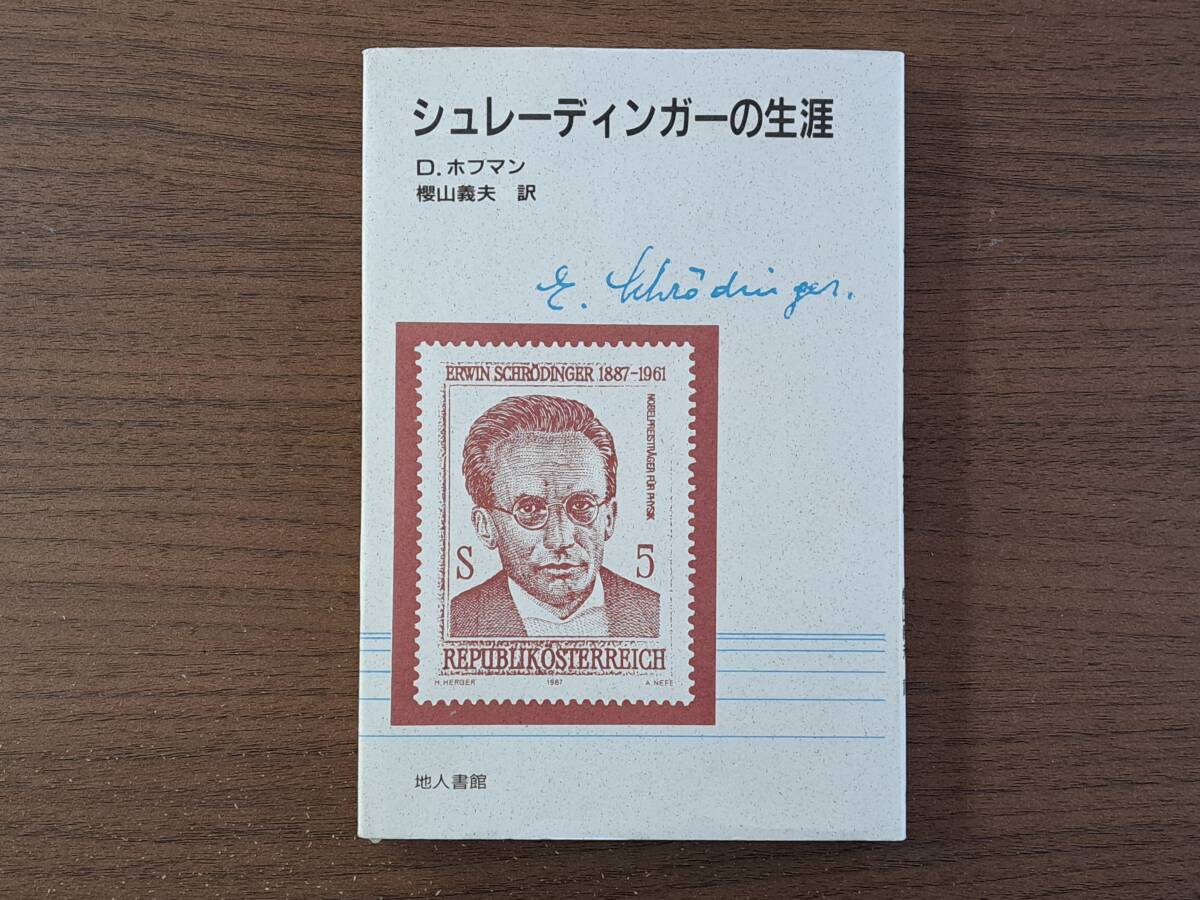 シュレーディンガーの生涯
D. ホフマン
櫻山義夫 訳
E. Schrödinger.
ERWIN SCHRÖDINGER 1887-1961
NOBELPREISTRÄGER FÜR PHYSIK
S 5
REPUBLIK ÖSTERREICH
H. HERGER 1987 A. NEFE
地人書館